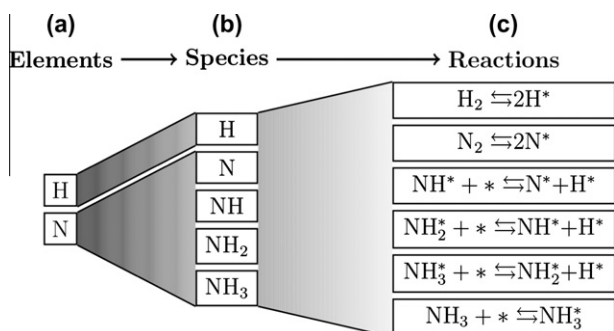 (a) (b) (c)
Elements → Species → Reactions
H
N
H
N
NH
NH₂
NH₃
H₂ ⇆2H*
N₂ ⇆2N*
NH* + * ⇆N*+H*
NH₂* + * ⇆NH*+H*
NH₃* + * ⇆NH₂*+H*
NH₃ + * ⇆NH₃*